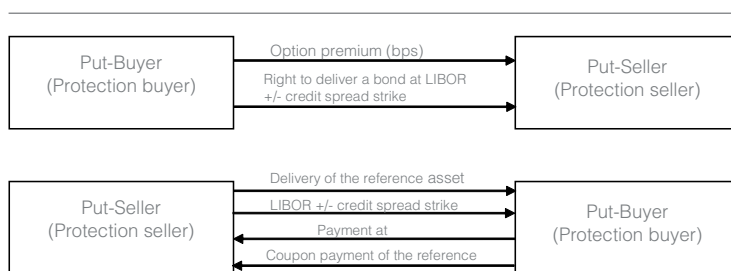 Put-Buyer
(Protection buyer)
Option premium (bps)
Right to deliver a bond at LIBOR
+/- credit spread strike
Put-Seller
(Protection seller)
Put-Seller
(Protection seller)
Delivery of the reference asset
LIBOR +/- credit spread strike
Payment at
Coupon payment of the reference
Put-Buyer
(Protection buyer)